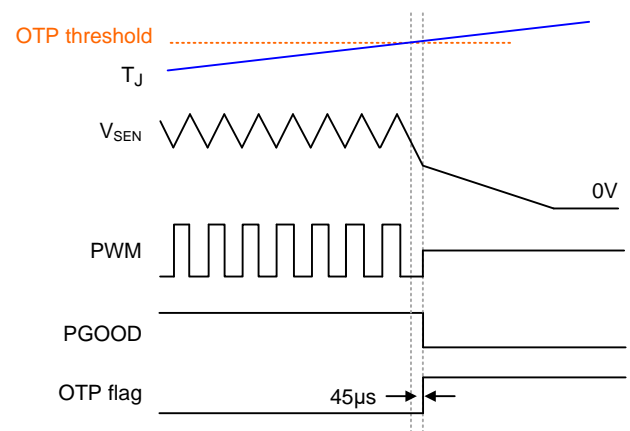 OTP threshold
TJ
VSEN
0V
PWM
PGOOD
OTP flag
45µs